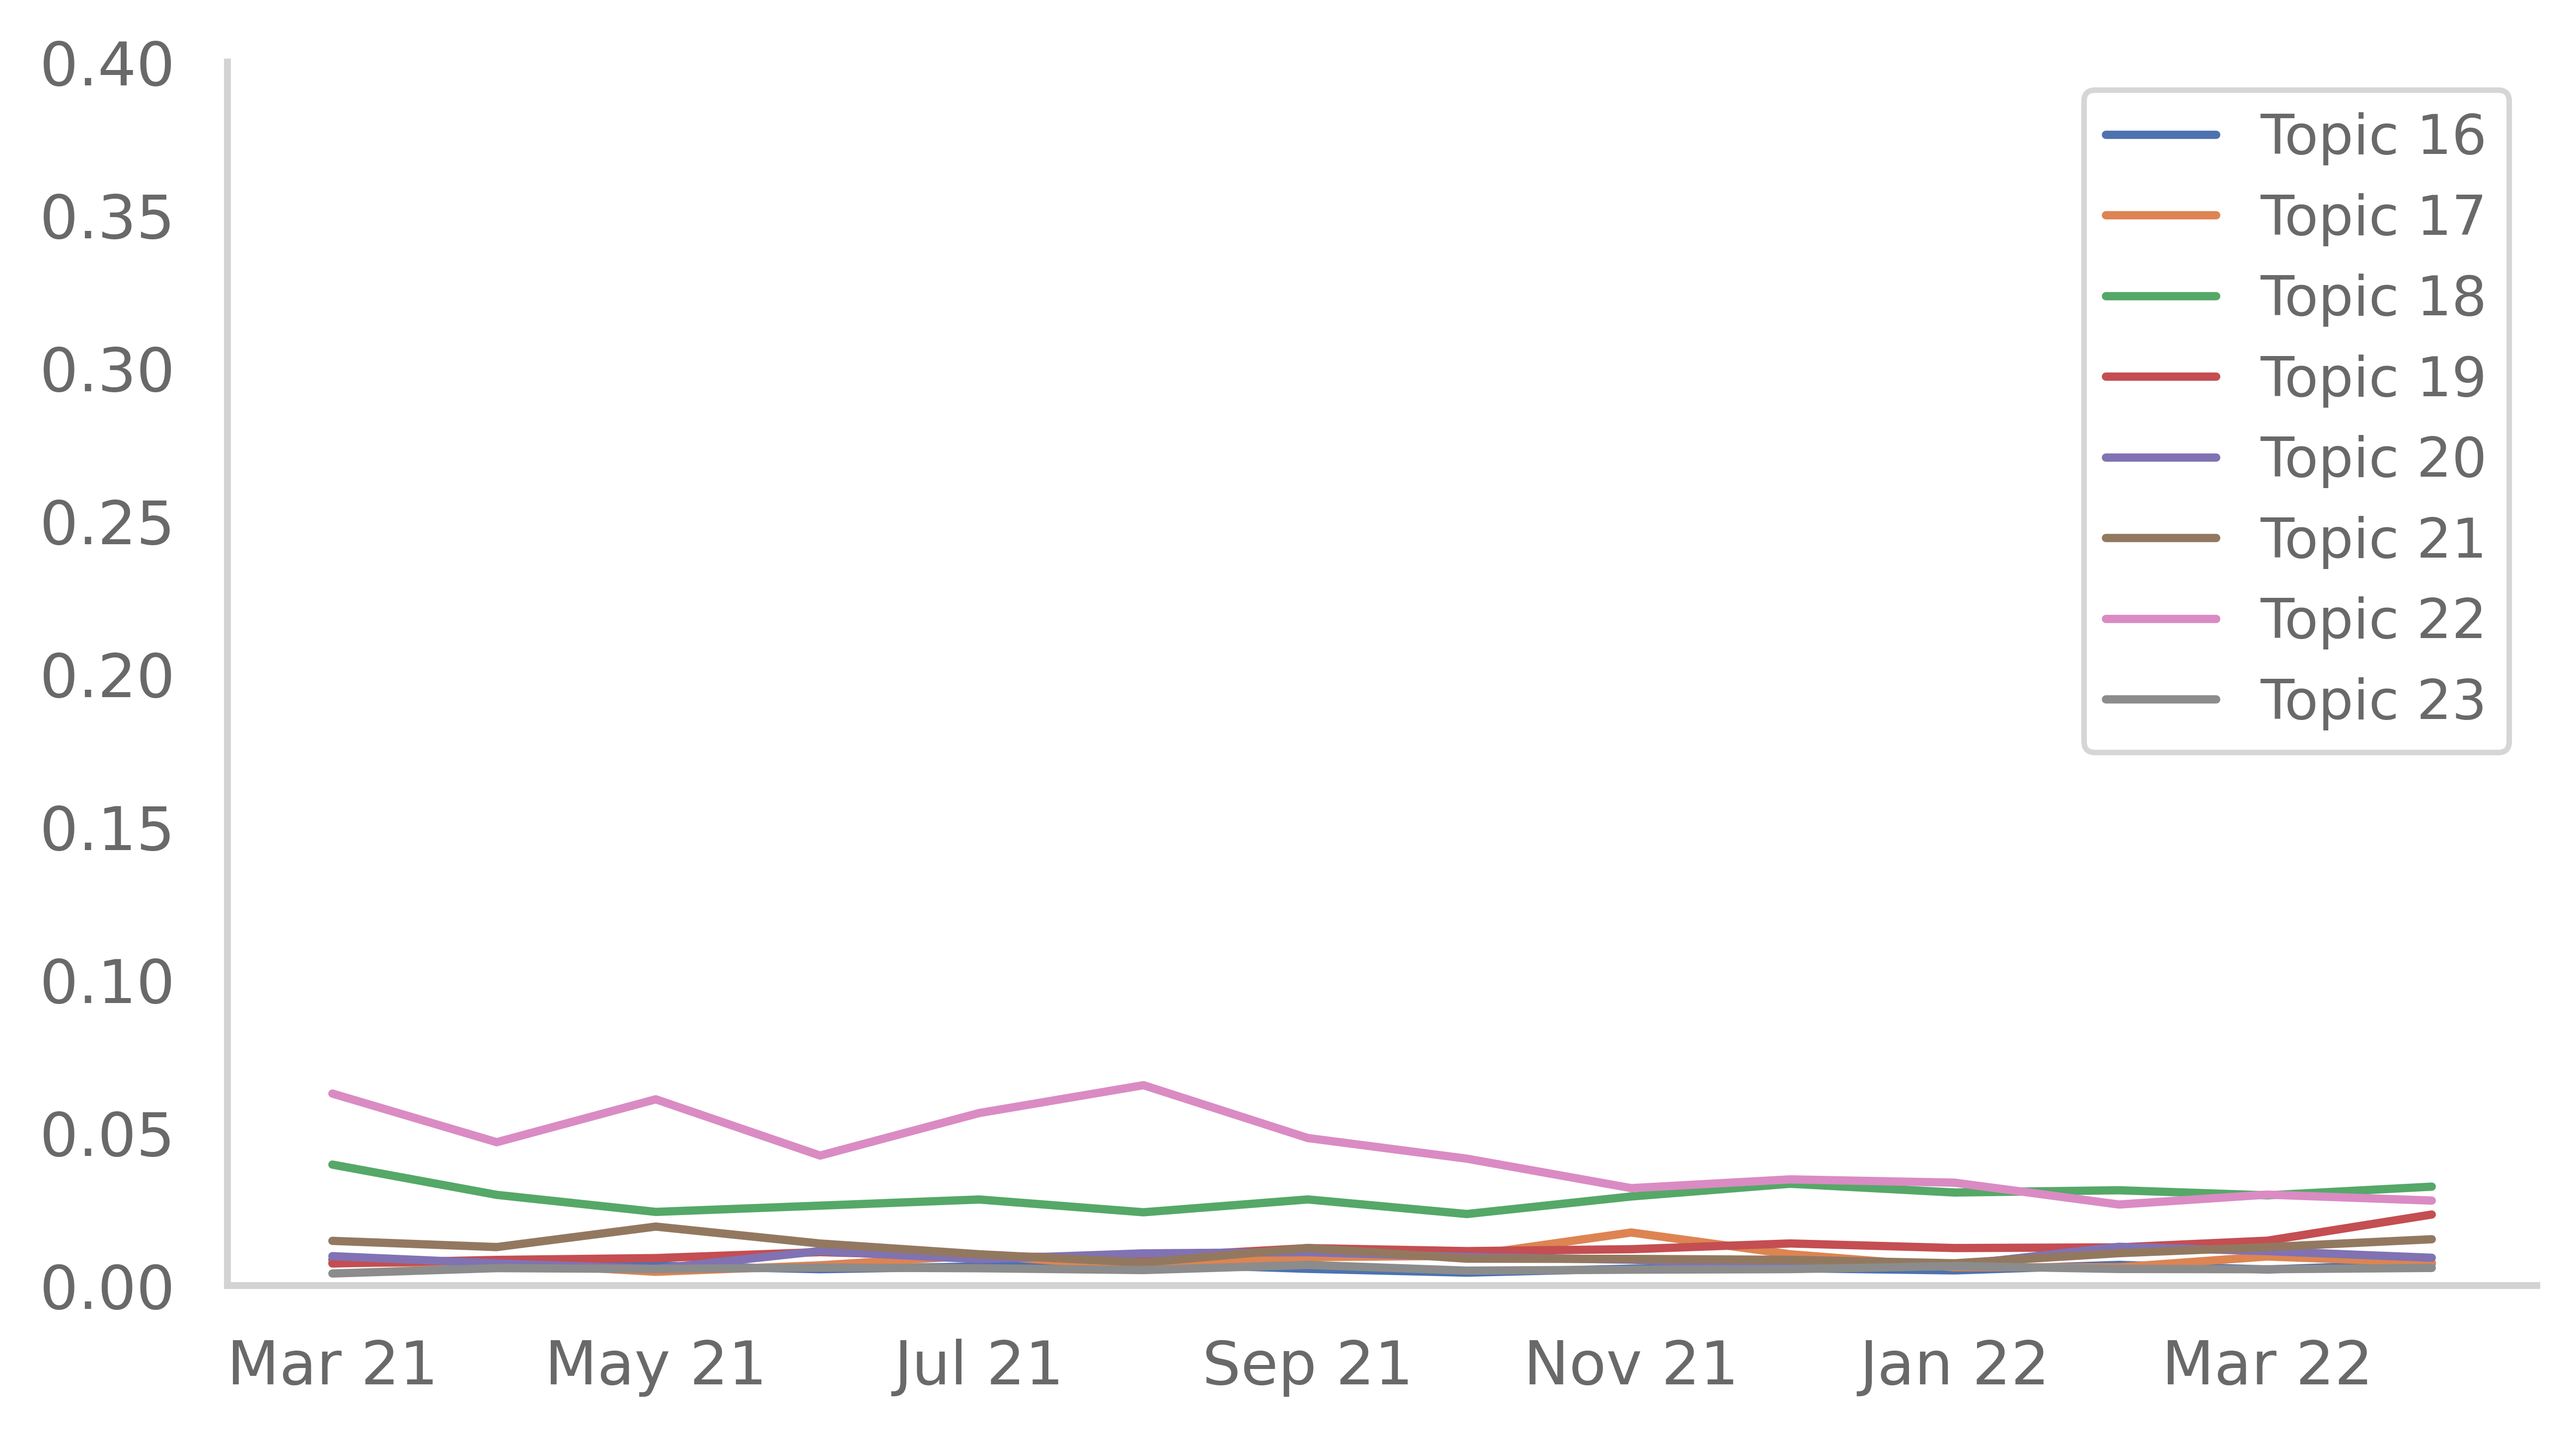 0.40
0.35
0.30
0.25
0.20
0.15
0.10
0.05
0.00
Mar 21
May 21
Jul 21
Sep 21
Nov 21
Jan 22
Mar 22
Topic 16
Topic 17
Topic 18
Topic 19
Topic 20
Topic 21
Topic 22
Topic 23